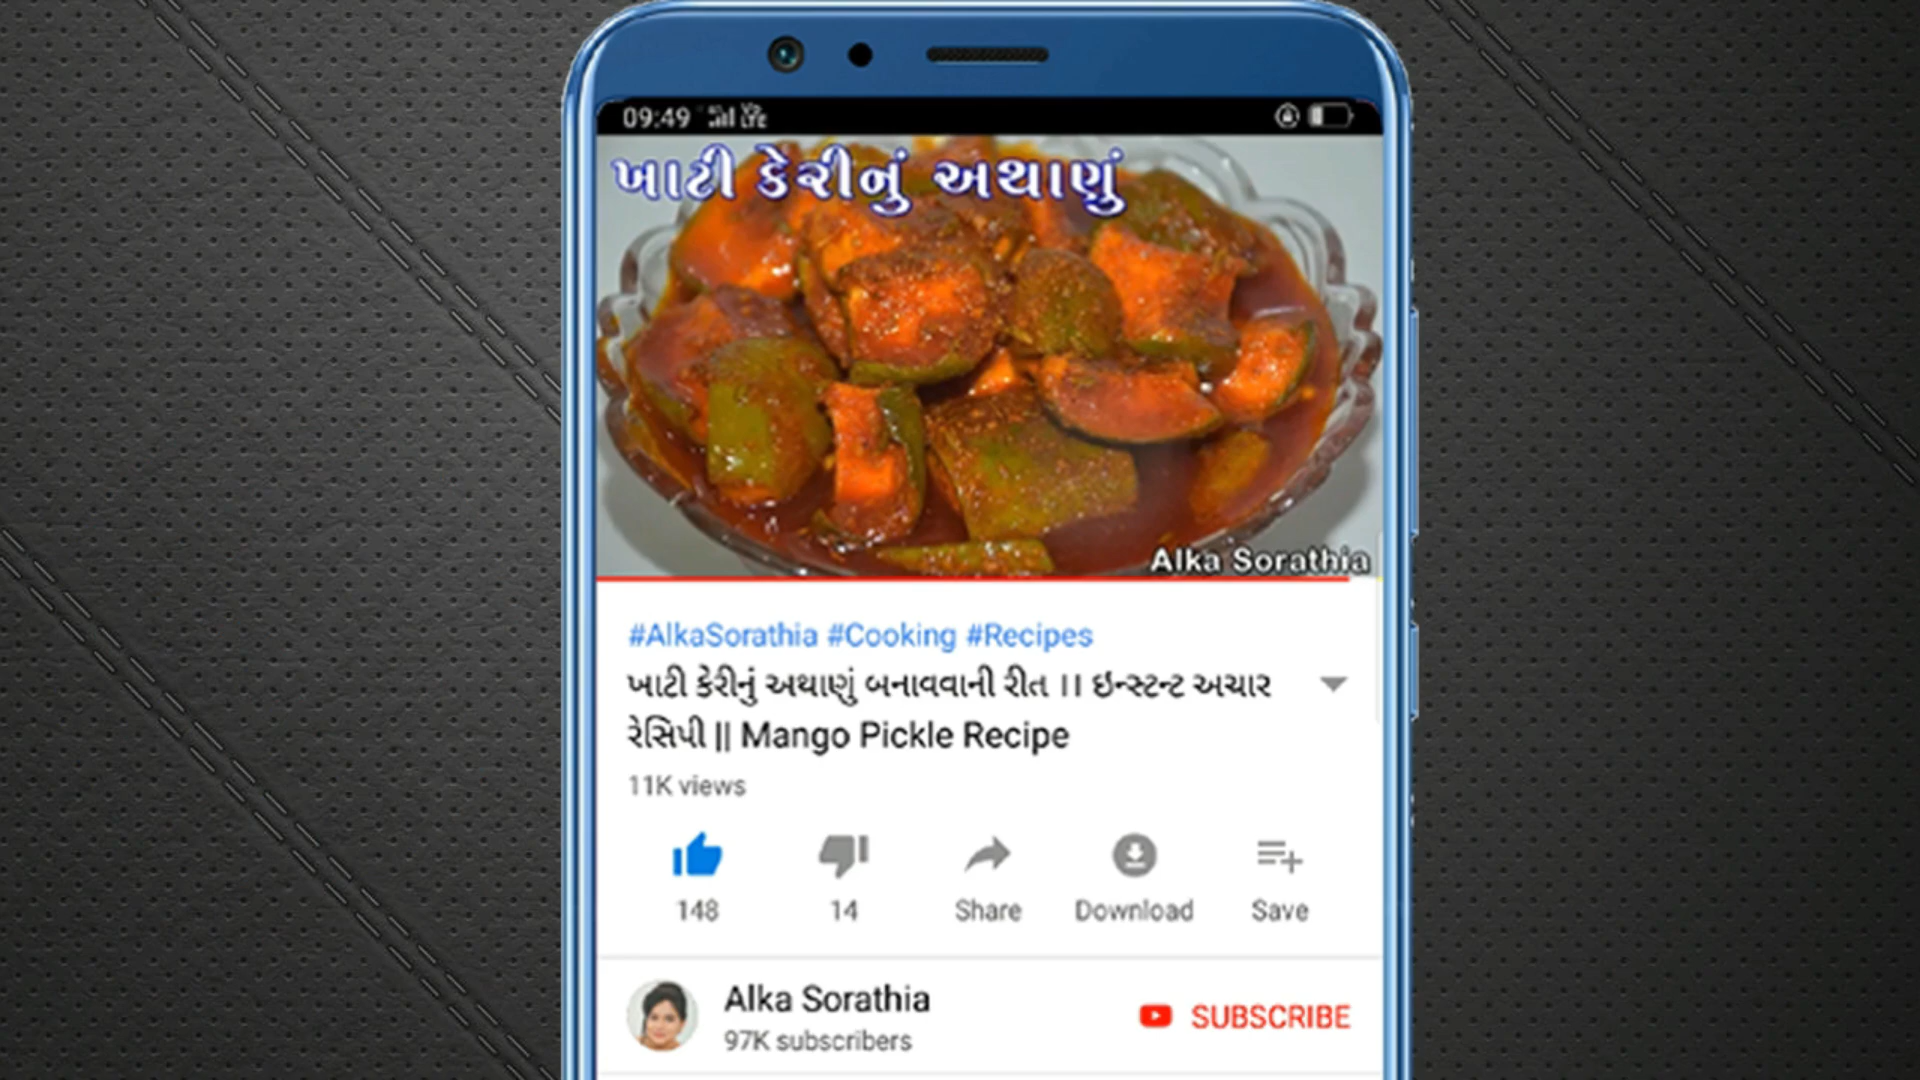 09:49
ખાટી કેરીનું અથાણું
Alka Sorathia
#AlkaSorathia #Cooking #Recipes
ખાટી કેરીનું અથાણું બનાવવાની રીત ।। ઇન્સ્ટન્ટ અચાર
રેસિપી || Mango Pickle Recipe
11K views
148 14 Share Download Save
Alka Sorathia
97K subscribers
SUBSCRIBE